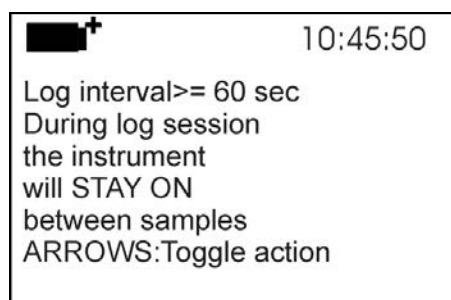 10:45:50
Log interval>= 60 sec
During log session
the instrument
will STAY ON
between samples
ARROWS:Toggle action